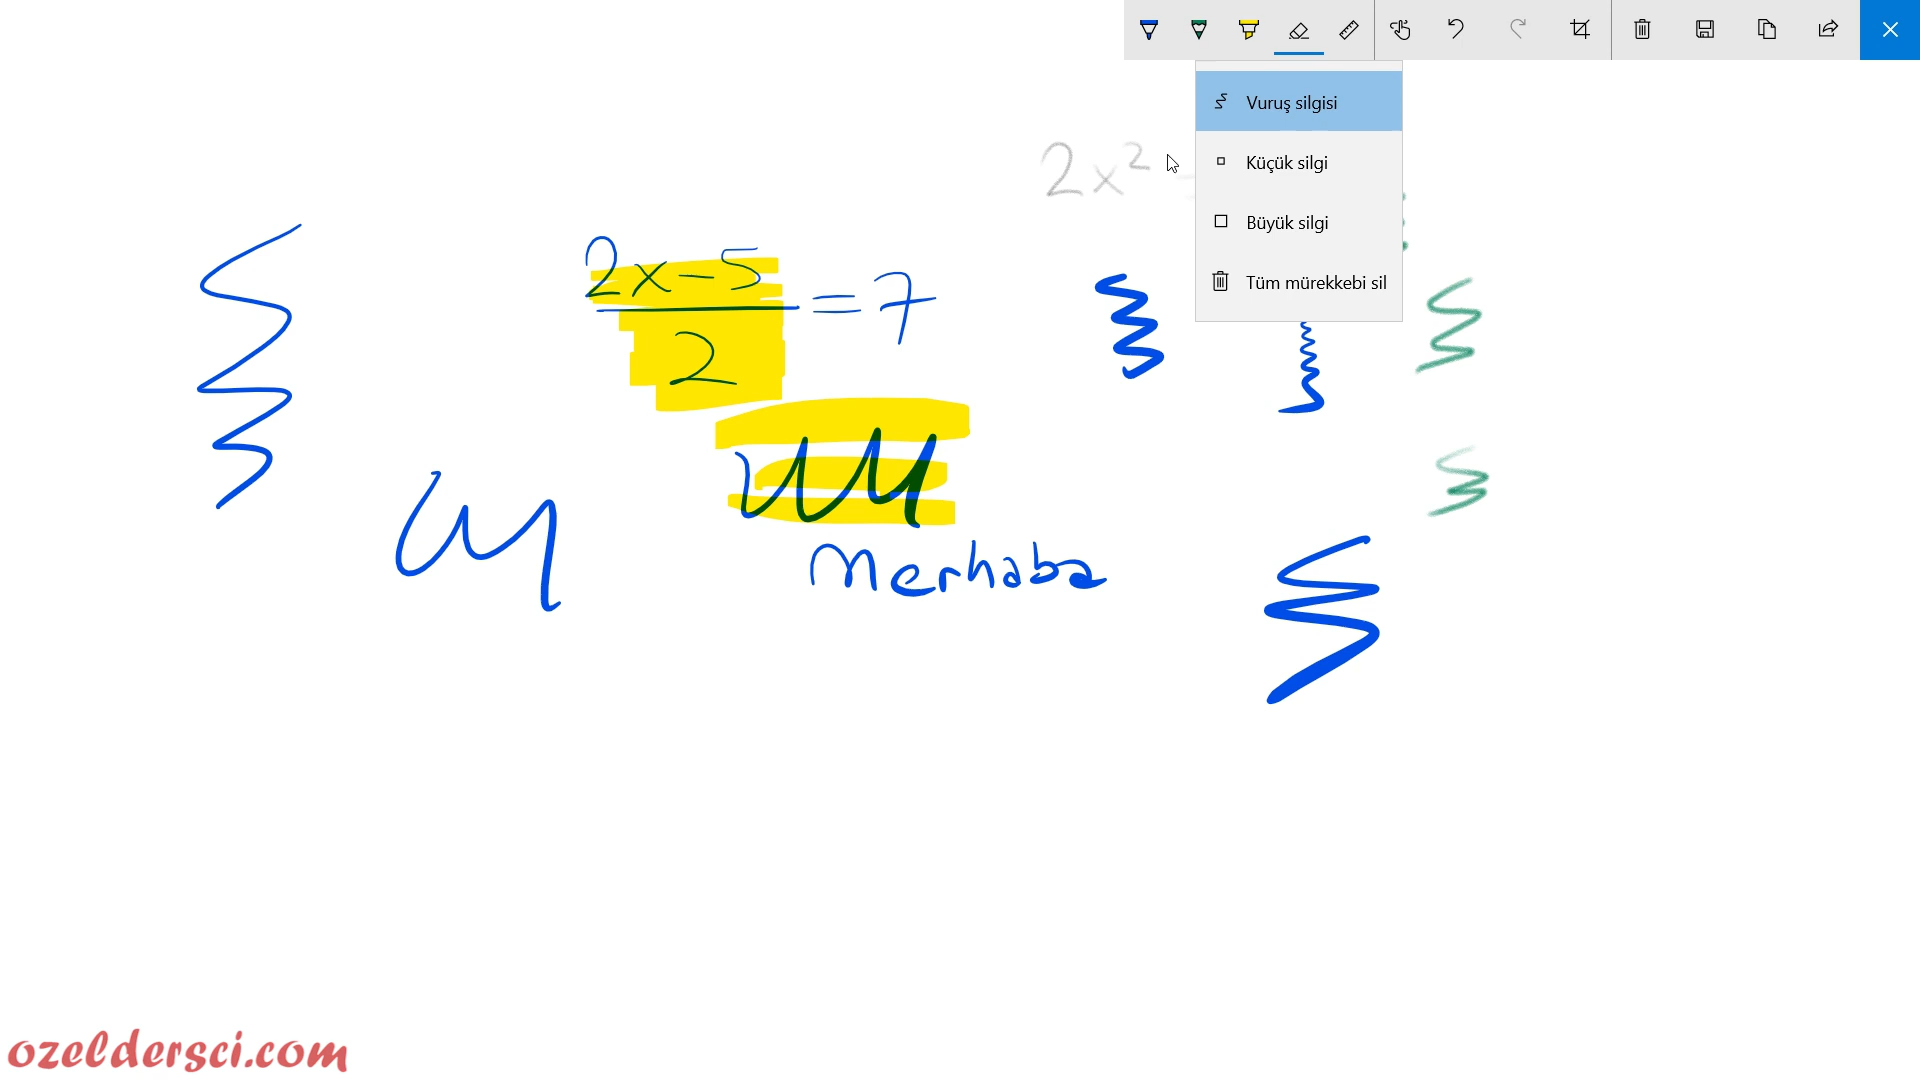 Vuruş silgisi
Küçük silgi
Büyük silgi
Tüm mürekkebi sil
2x²
2x-5
2
=7
Merhaba
ozeldersci.com